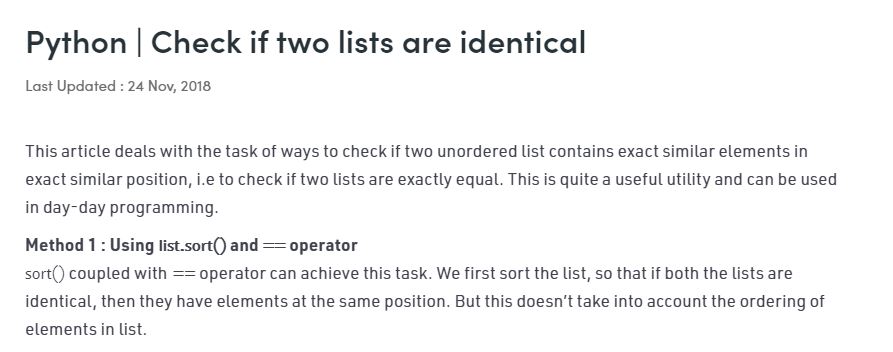 Python | Check if two lists are identical
Last Updated : 24 Nov, 2018
This article deals with the task of ways to check if two unordered list contains exact similar elements in
exact similar position, i.e to check if two lists are exactly equal. This is quite a useful utility and can be used
in day-day programming.
Method 1 : Using list.sort() and == operator
sort() coupled with == operator can achieve this task. We first sort the list, so that if both the lists are
identical, then they have elements at the same position. But this doesn’t take into account the ordering of
elements in list.